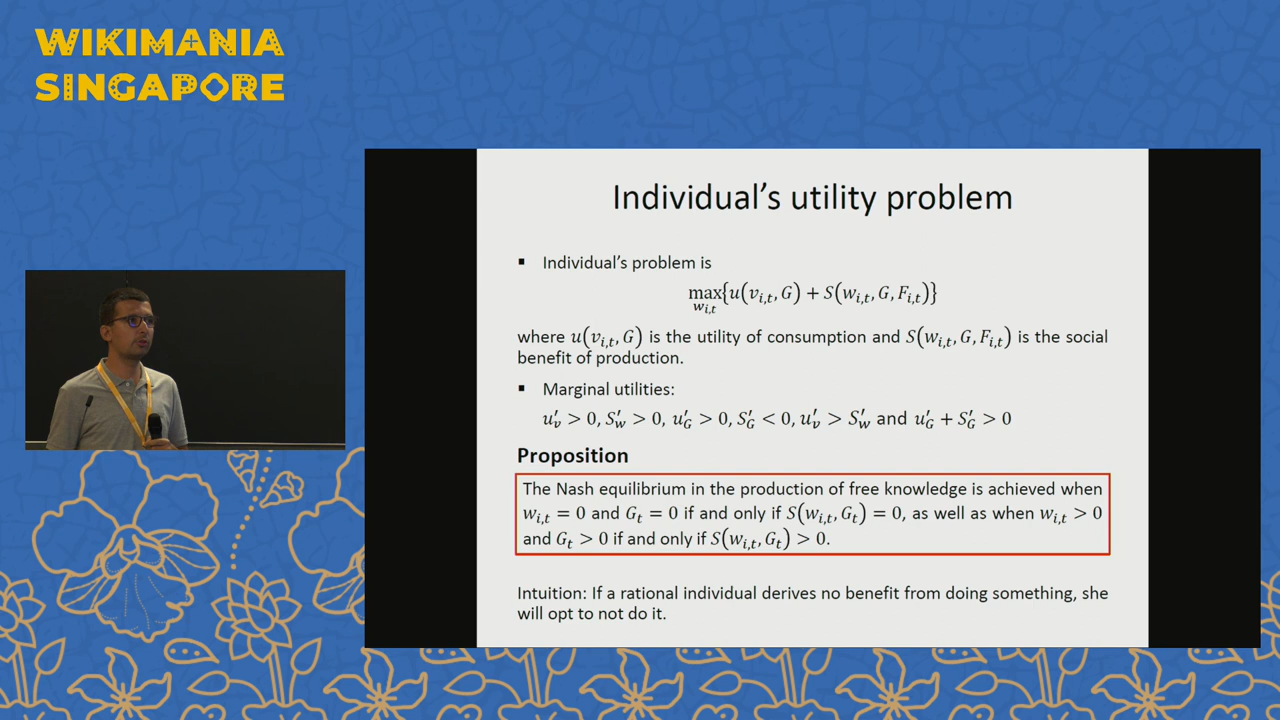 WIKIMANIA
SINGAPORE
Individual's utility problem
▪ Individual's problem is
max{u(v_{i,t}, G) + S(w_{i,t}, G, F_{i,t})}
w_{i,t}
where u(v_{i,t}, G) is the utility of consumption and S(w_{i,t}, G, F_{i,t}) is the social
benefit of production.
▪ Marginal utilities:
u′_v > 0, S′_w > 0, u′_G > 0, S′_G < 0, u′_v > S′_w and u′_G + S′_G > 0
Proposition
The Nash equilibrium in the production of free knowledge is achieved when
w_{i,t} = 0 and G_t = 0 if and only if S(w_{i,t}, G_t) = 0, as well as when w_{i,t} > 0
and G_t > 0 if and only if S(w_{i,t}, G_t) > 0.
Intuition: If a rational individual derives no benefit from doing something, she
will opt to not do it.